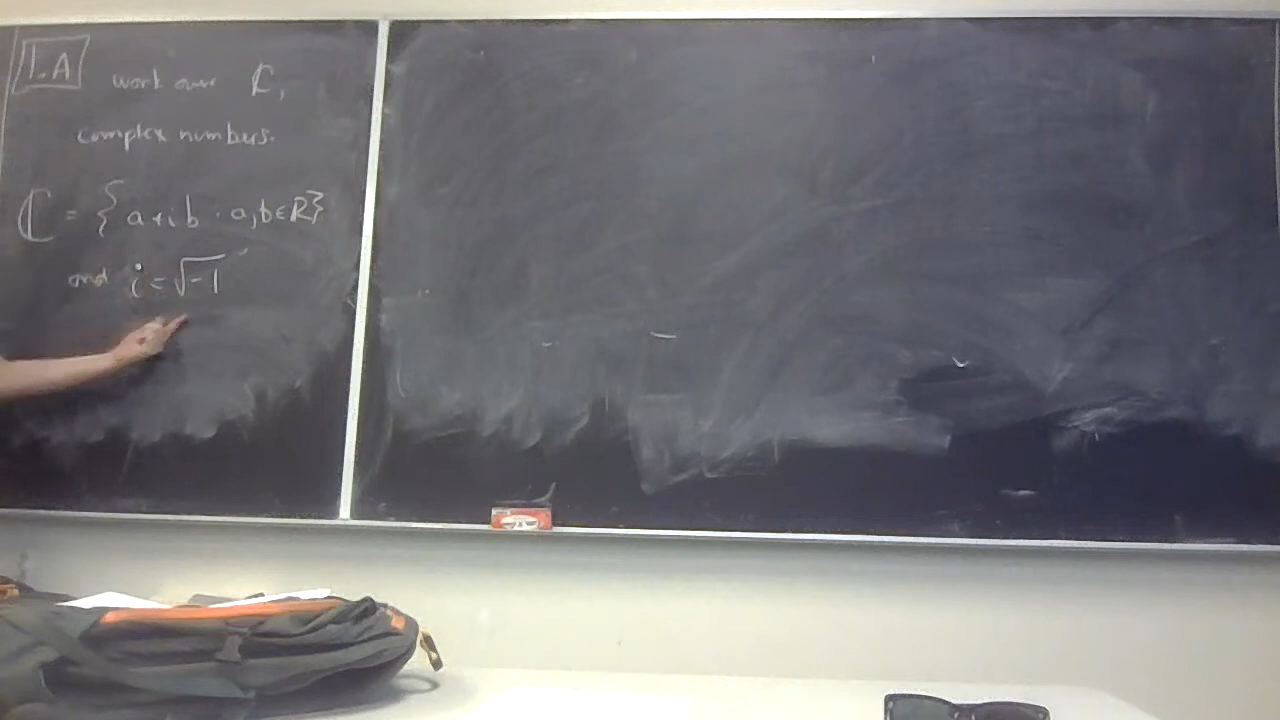 1.A
work over ℂ,
complex numbers.
ℂ = { a+ib : a,b∈R}
and i = √-1